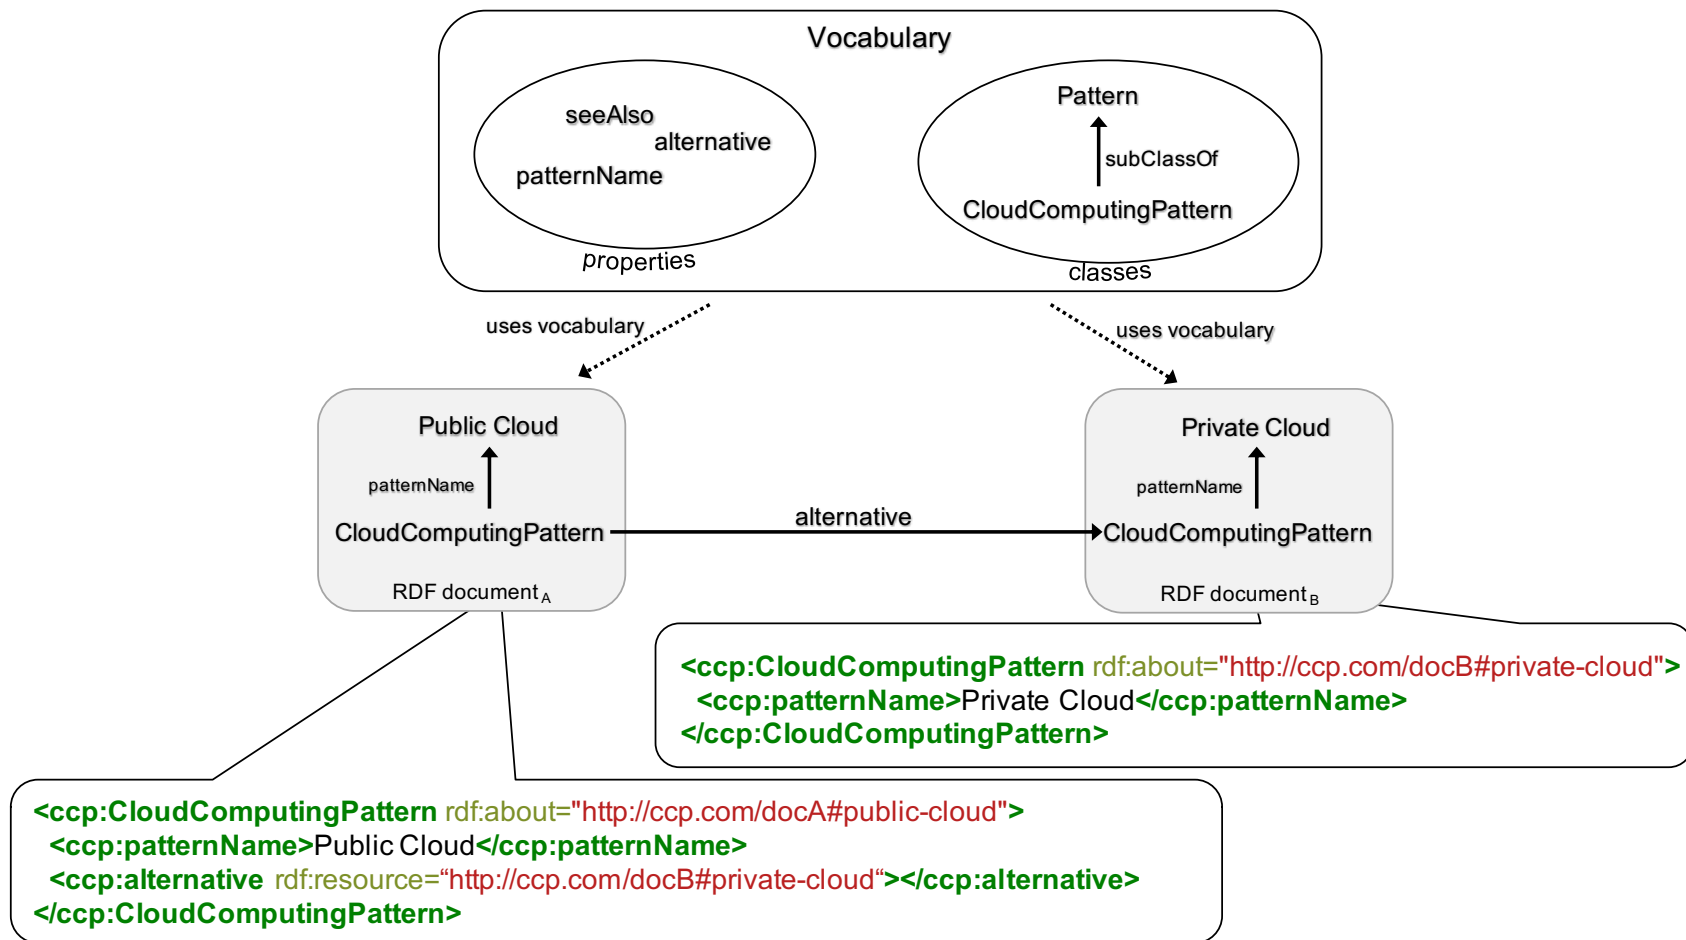 Vocabulary
seeAlso
alternative
patternName
properties
Pattern
subClassOf
CloudComputingPattern
classes
uses vocabulary
uses vocabulary
Public Cloud
patternName
CloudComputingPattern
RDF document A
alternative
Private Cloud
patternName
CloudComputingPattern
RDF document B
<ccp:CloudComputingPattern rdf:about="http://ccp.com/docB#private-cloud">
<ccp:patternName>Private Cloud</ccp:patternName>
</ccp:CloudComputingPattern>
<ccp:CloudComputingPattern rdf:about="http://ccp.com/docA#public-cloud">
<ccp:patternName>Public Cloud</ccp:patternName>
<ccp:alternative rdf:resource=“http://ccp.com/docB#private-cloud“></ccp:alternative>
</ccp:CloudComputingPattern>